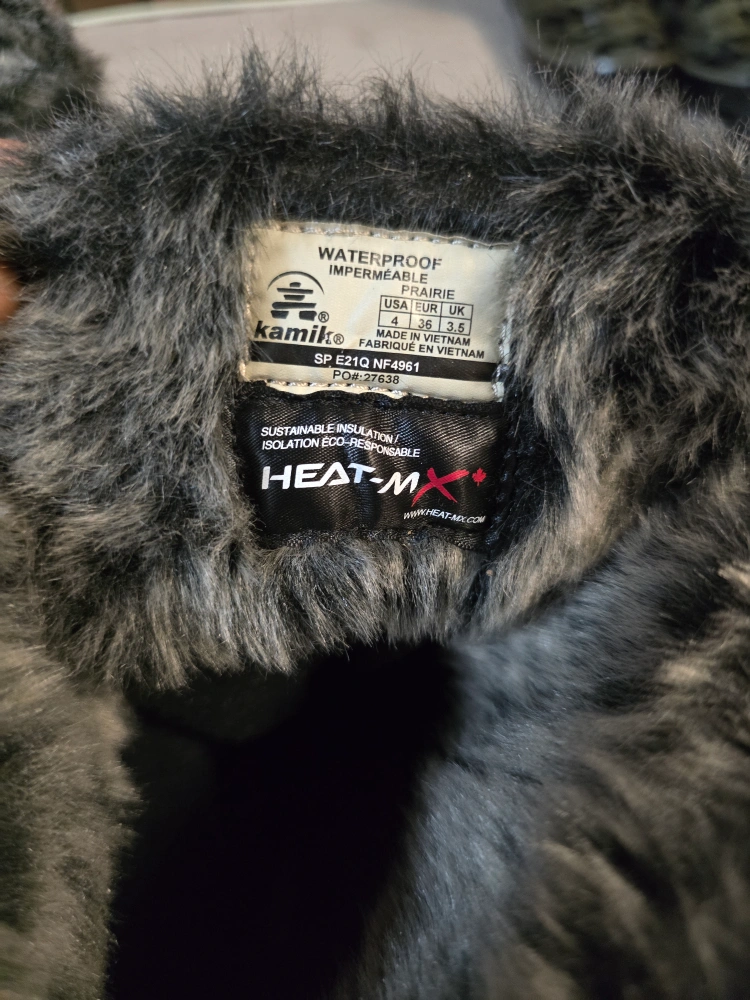 WATERPROOF
IMPERMÉABLE
PRAIRIE
USA EUR UK
4 36 3.5
kamik®
MADE IN VIETNAM
FABRIQUÉ EN VIETNAM
SP E21Q NF4961
PO#:27638
SUSTAINABLE INSULATION /
ISOLATION ÉCO-RESPONSABLE
HEAT-MX
WWW.HEAT-MX.COM